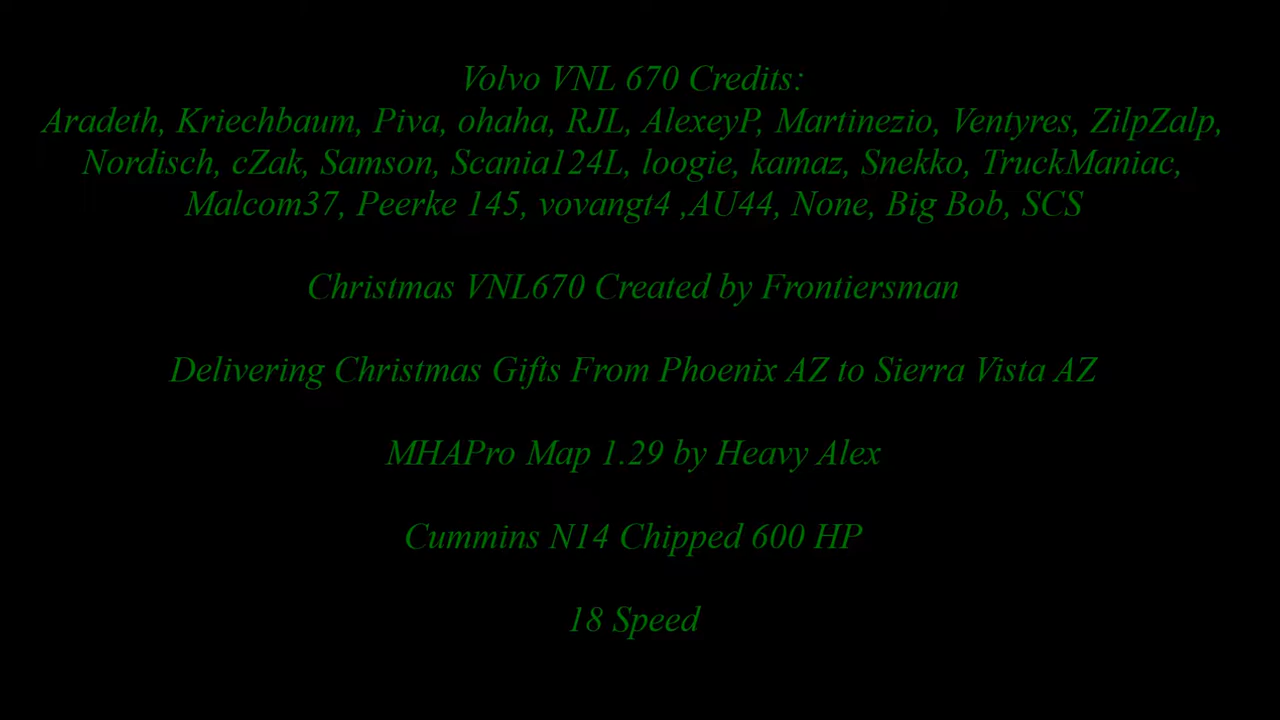 Volvo VNL 670 Credits:
Aradeth, Kriechbaum, Piva, ohaha, RJL, AlexeyP, Martinezio, Ventyres, ZilpZalp,
Nordisch, cZak, Samson, Scania124L, loogie, kamaz, Snekko, TruckManiac,
Malcom37, Peerke 145, vovangt4 ,AU44, None, Big Bob, SCS
Christmas VNL670 Created by Frontiersman
Delivering Christmas Gifts From Phoenix AZ to Sierra Vista AZ
MHAPro Map 1.29 by Heavy Alex
Cummins N14 Chipped 600 HP
18 Speed